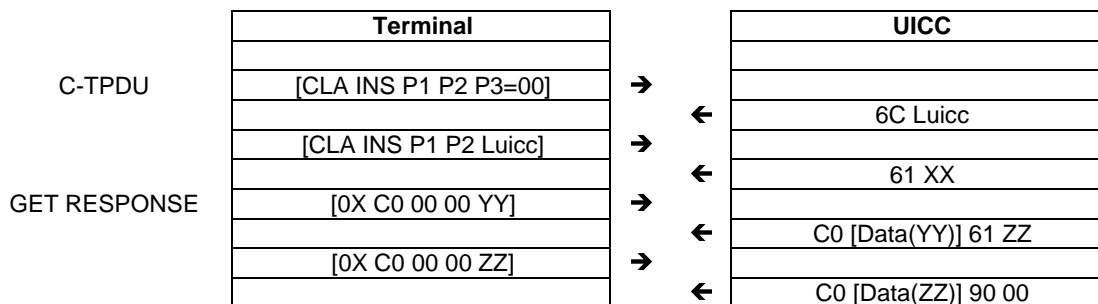 Terminal UICC
C-TPDU [CLA INS P1 P2 P3=00] ➔
🡰 6C Luicc
[CLA INS P1 P2 Luicc] ➔
🡰 61 XX
GET RESPONSE [0X C0 00 00 YY] ➔
🡰 C0 [Data(YY)] 61 ZZ
[0X C0 00 00 ZZ] ➔
🡰 C0 [Data(ZZ)] 90 00